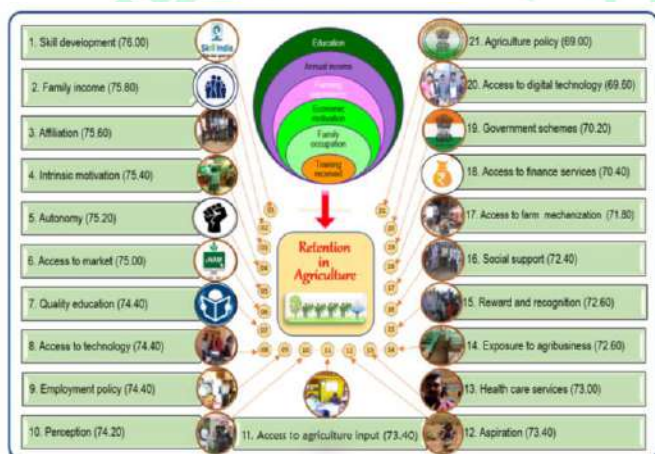 1. Skill development (76.00)
2. Family income (75.80)
3. Affiliation (75.60)
4. Intrinsic motivation (75.40)
5. Autonomy (75.20)
6. Access to market (75.00)
7. Quality education (74.40)
8. Access to technology (74.40)
9. Employment policy (74.40)
10. Perception (74.20)
Skill India
Education
Annual income
Farming
Economic
motivation
Family
occupation
Training
received
Retention
in
Agriculture
11. Access to agriculture input (73.40)
21. Agriculture policy (69.00)
20. Access to digital technology (69.60)
19. Government schemes (70.20)
18. Access to finance services (70.40)
17. Access to farm mechanization (71.80)
16. Social support (72.40)
15. Reward and recognition (72.60)
14. Exposure to agribusiness (72.60)
13. Health care services (73.00)
12. Aspiration (73.40)